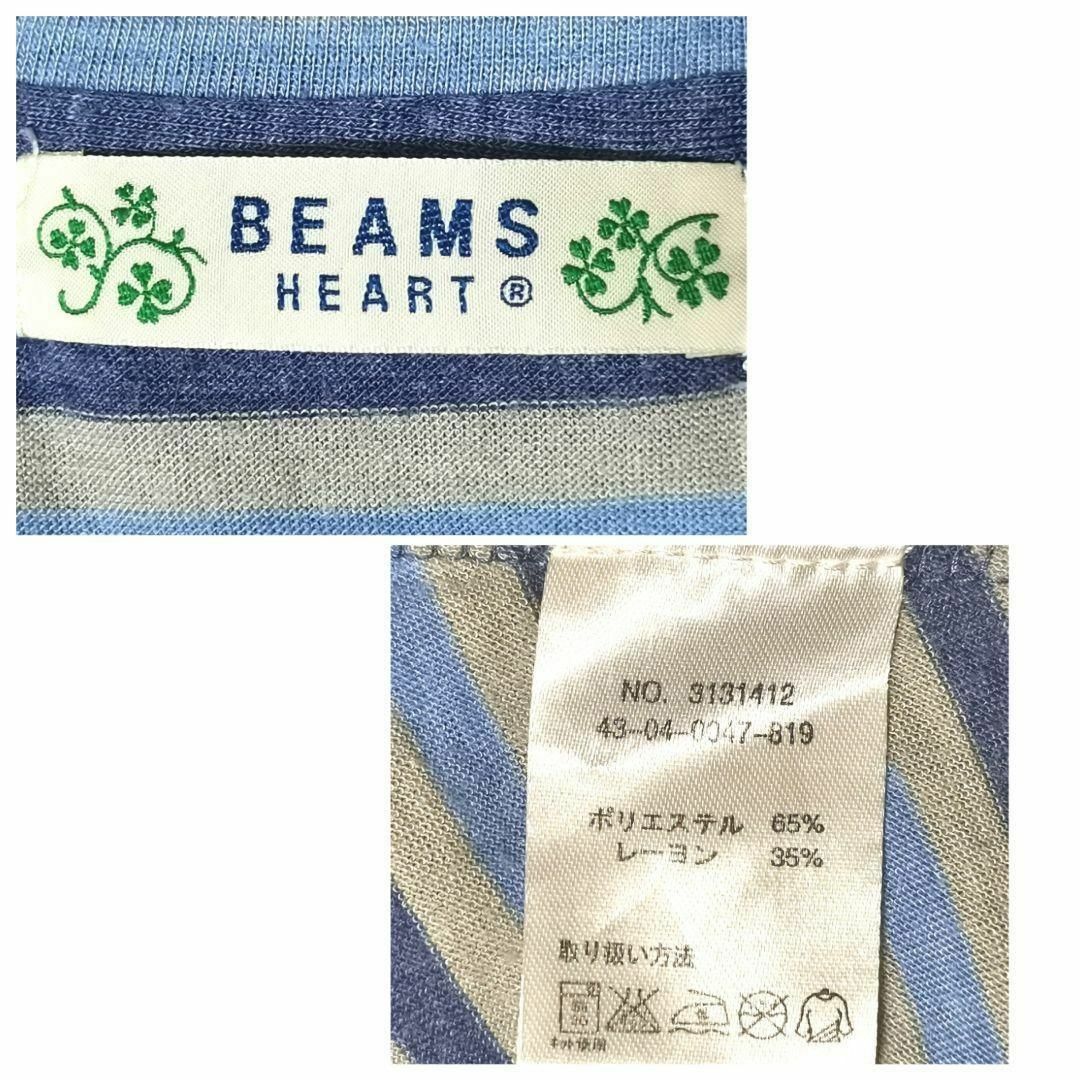 BEAMS
HEART ®
NO. 3131412
43-04-0047-819
ポリエステル 65%
レーヨン 35%
取り扱い方法
ネット使用